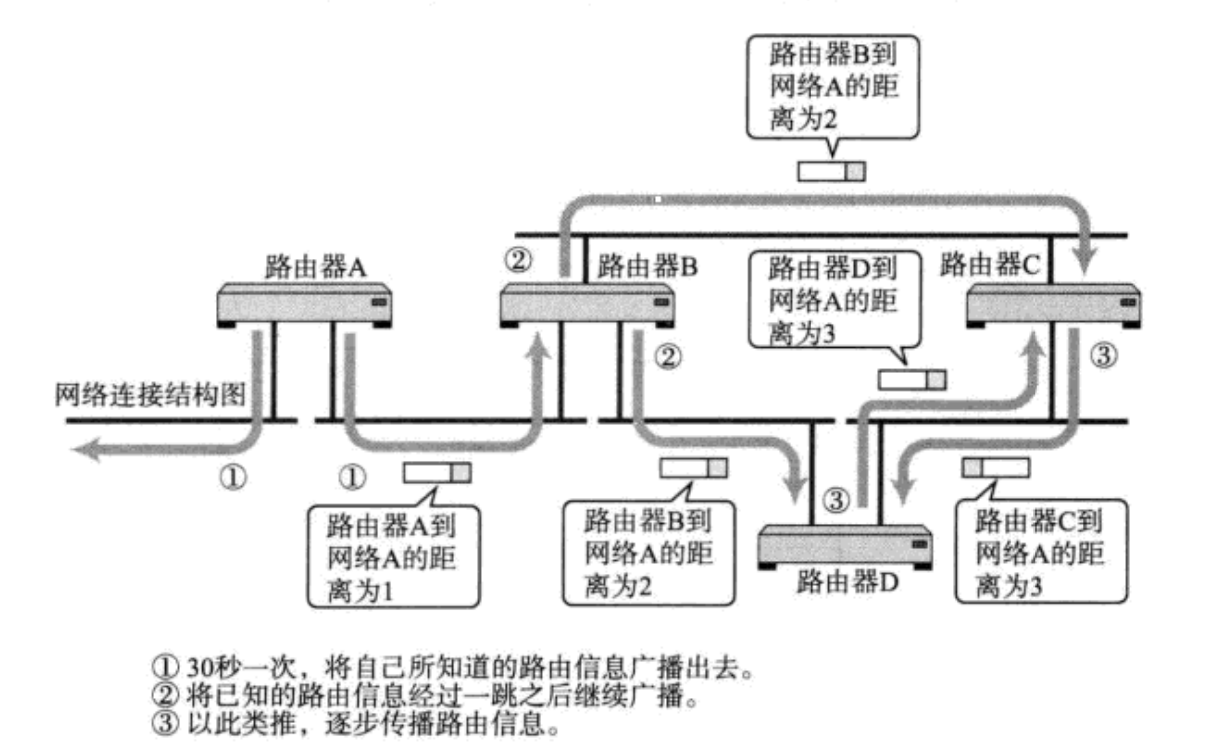 路由器B到
网络A的距
离为2
②
路由器A
路由器B
路由器D到
网络A的距
离为3
路由器C
②
③
网络连接结构图
①
①
③
路由器A到
网络A的距
离为1
路由器B到
网络A的距
离为2
路由器C到
网络A的距
离为3
路由器D
① 30秒一次，将自己所知道的路由信息广播出去。
② 将已知的路由信息经过一跳之后继续广播。
③ 以此类推，逐步传播路由信息。